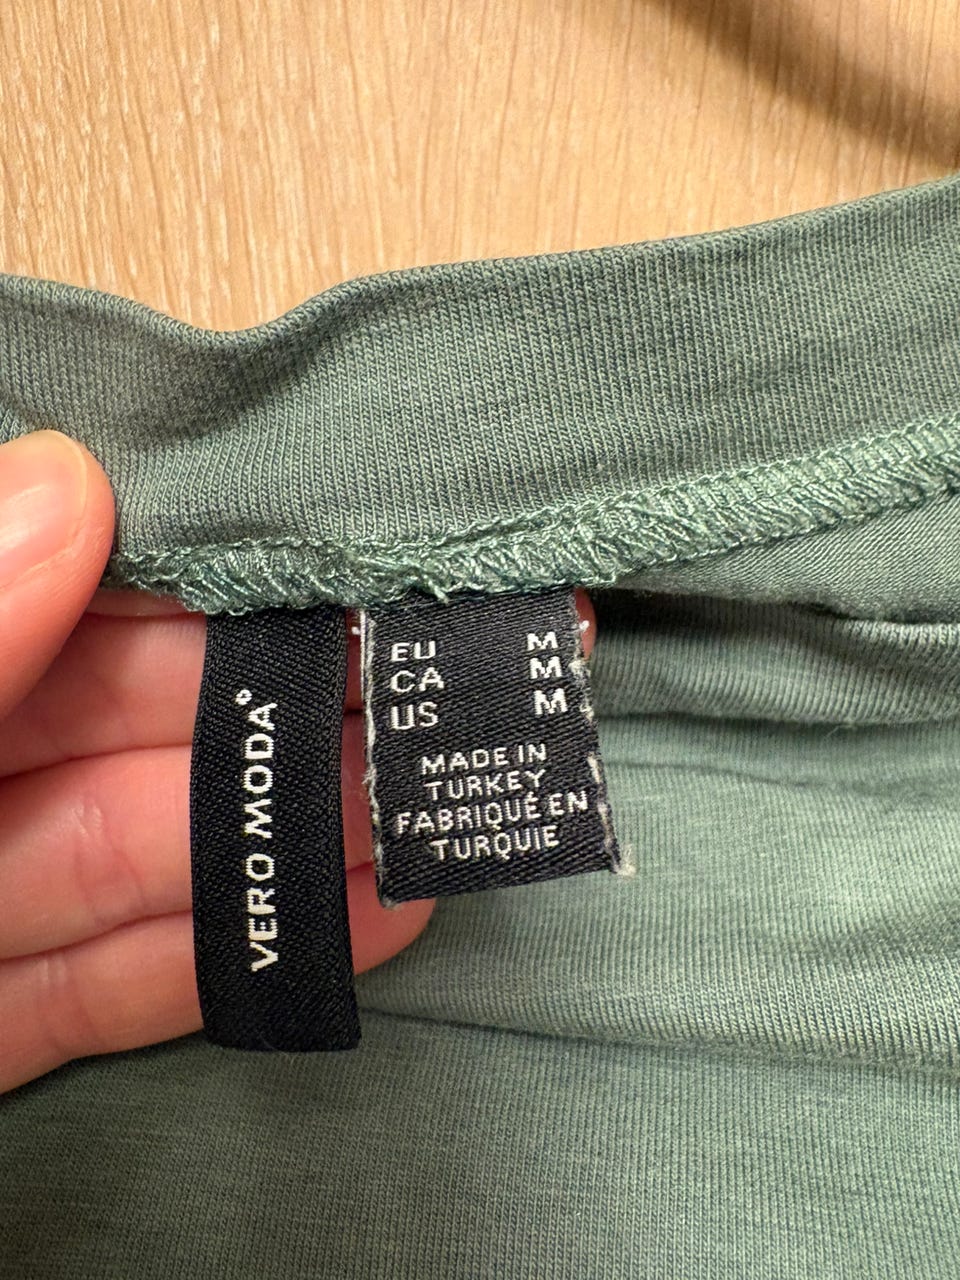 VERO MODA®
EU M
CA M
US M
MADE IN
TURKEY
FABRIQUÉ EN
TURQUIE